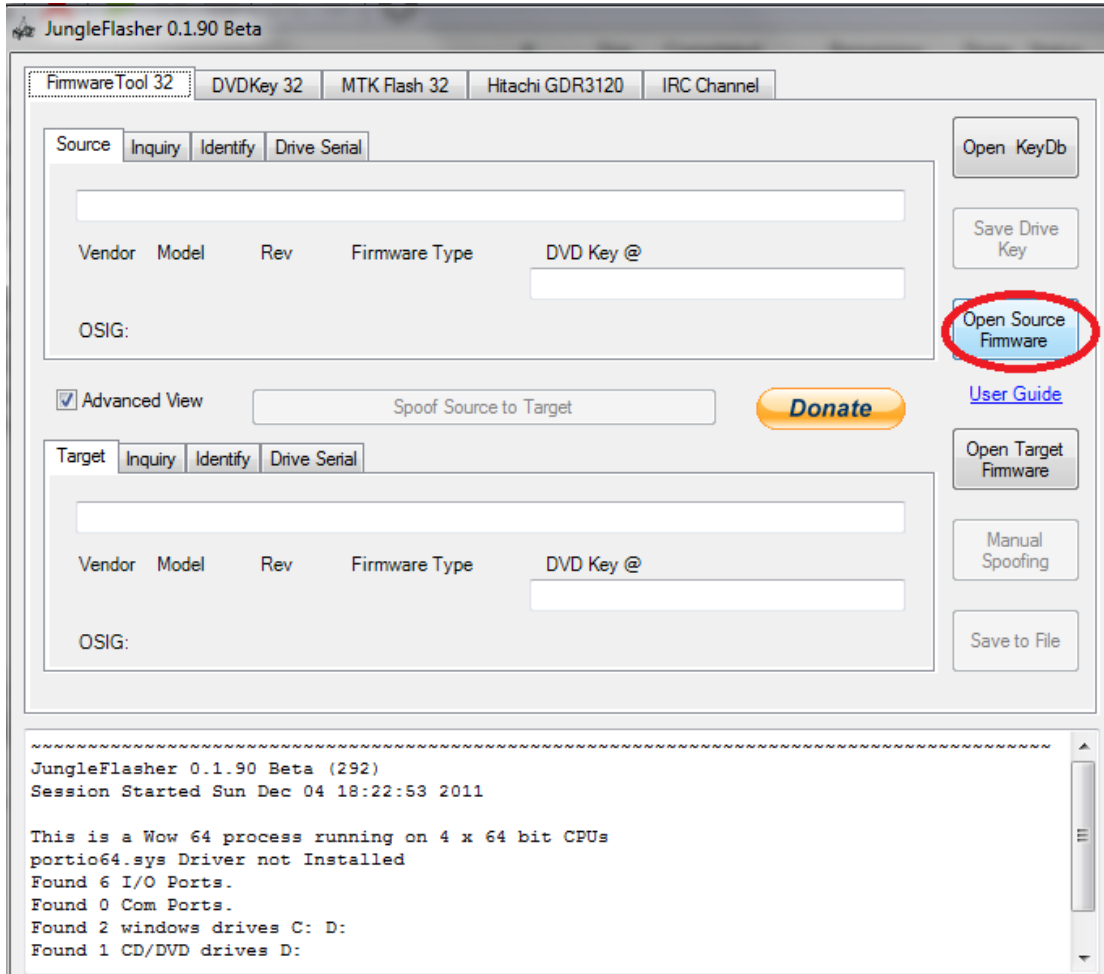 JungleFlasher 0.1.90 Beta
FirmwareTool 32 DVDKey 32 MTK Flash 32 Hitachi GDR3120 IRC Channel
Source Inquiry Identify Drive Serial
Open KeyDb
Vendor Model Rev Firmware Type DVD Key @
Save Drive
Key
OSIG:
Open Source
Firmware
Advanced View Spoof Source to Target Donate
User Guide
Target Inquiry Identify Drive Serial
Open Target
Firmware
Vendor Model Rev Firmware Type DVD Key @
Manual
Spoofing
OSIG:
Save to File
JungleFlasher 0.1.90 Beta (292)
Session Started Sun Dec 04 18:22:53 2011
This is a Wow 64 process running on 4 x 64 bit CPUs
portio64.sys Driver not Installed
Found 6 I/O Ports.
Found 0 Com Ports.
Found 2 windows drives C: D:
Found 1 CD/DVD drives D: